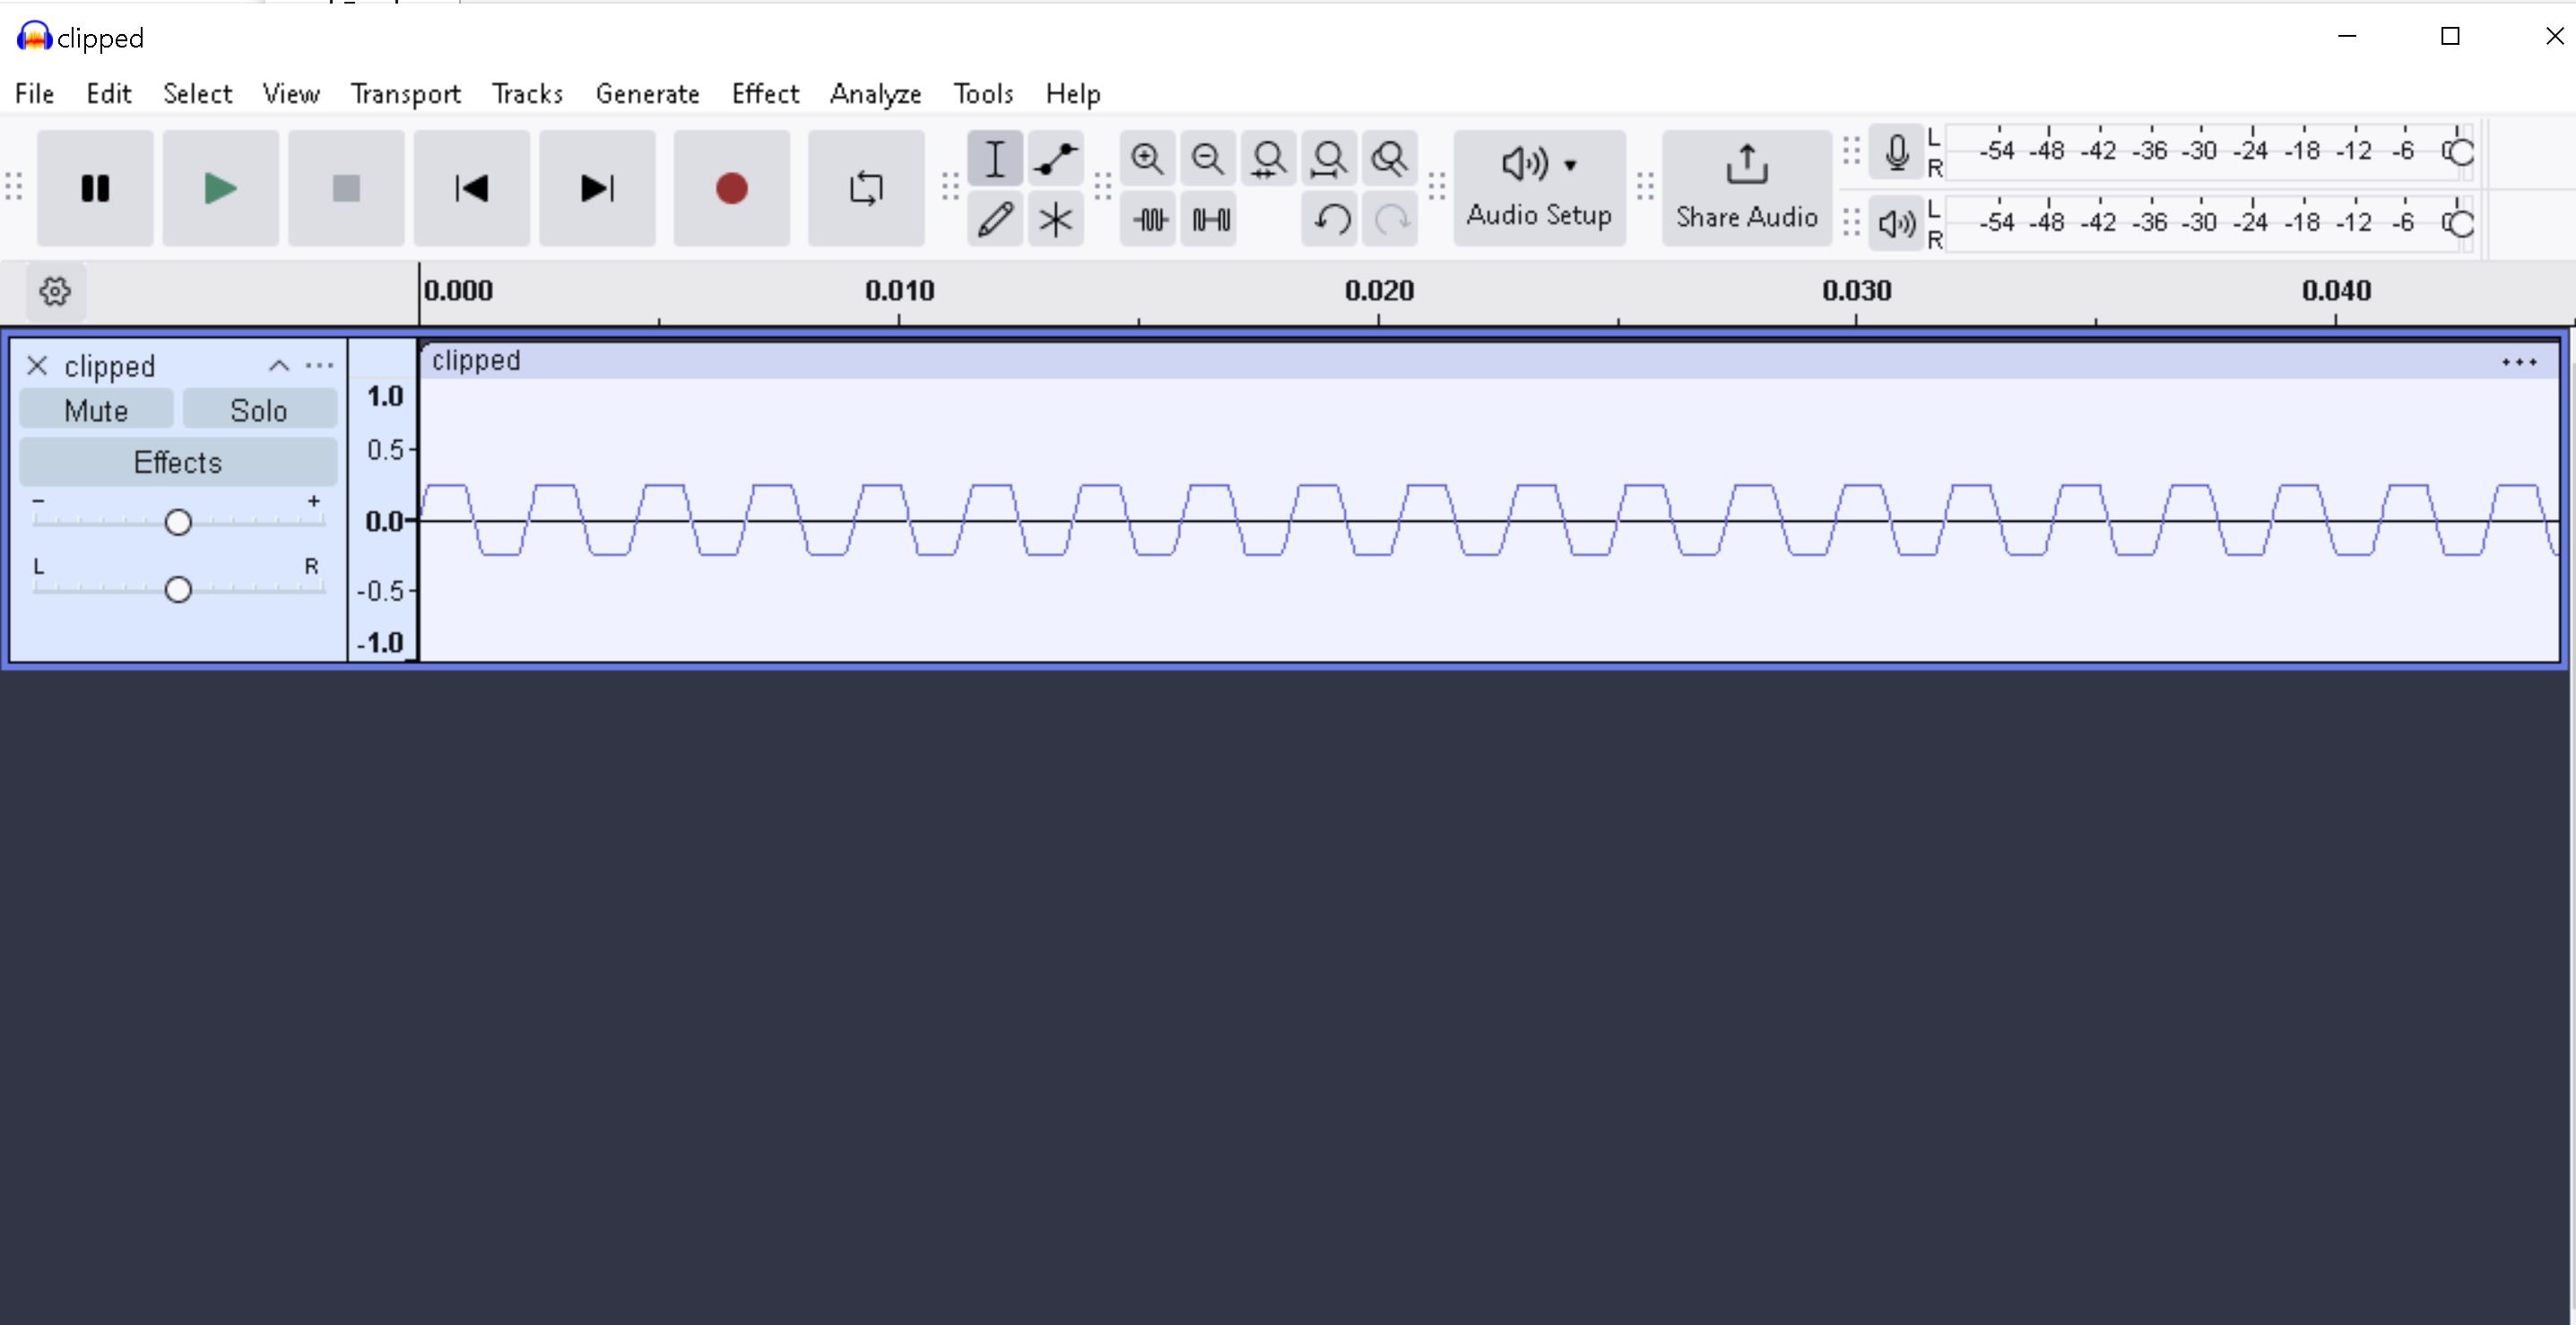 clipped
File Edit Select View Transport Tracks Generate Effect Analyze Tools Help
L -54 -48 -42 -36 -30 -24 -18 -12 -6 0
R
Audio Setup
Share Audio
L -54 -48 -42 -36 -30 -24 -18 -12 -6 0
R
0.000 0.010 0.020 0.030 0.040
clipped
clipped
Mute Solo
Effects
- +
L R
1.0
0.5
0.0
-0.5
-1.0